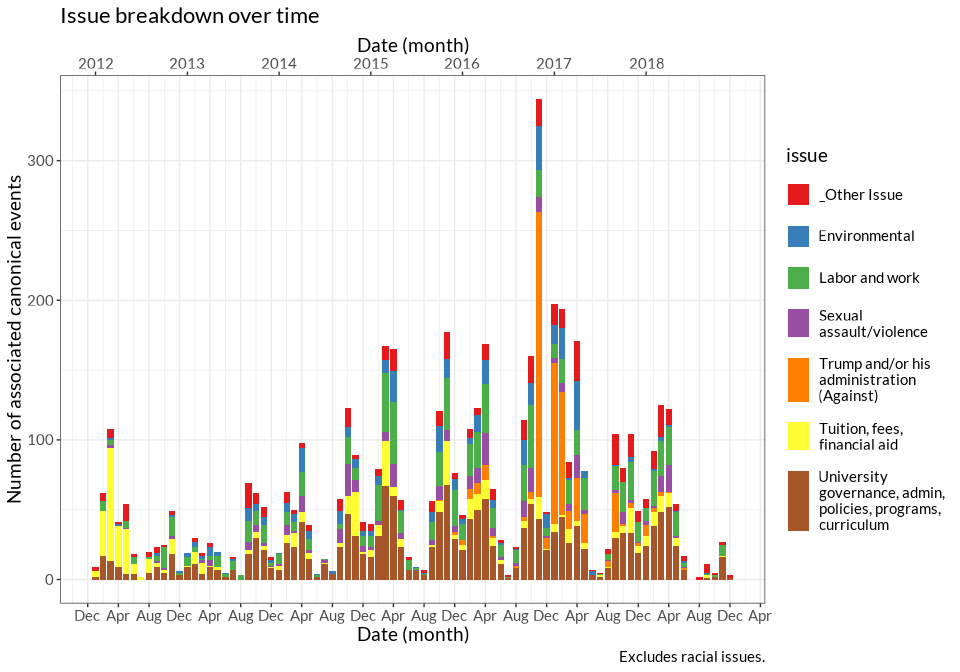 Issue breakdown over time
Date (month)
2012 2013 2014 2015 2016 2017 2018
Number of associated canonical events
300
200
100
0
Dec Apr Aug Dec Apr Aug Dec Apr Aug Dec Apr Aug Dec Apr Aug Dec Apr Aug Dec Apr Aug Dec Apr
Date (month)
issue
_Other Issue
Environmental
Labor and work
Sexual
assault/violence
Trump and/or his
administration
(Against)
Tuition, fees,
financial aid
University
governance, admin,
policies, programs,
curriculum
Excludes racial issues.